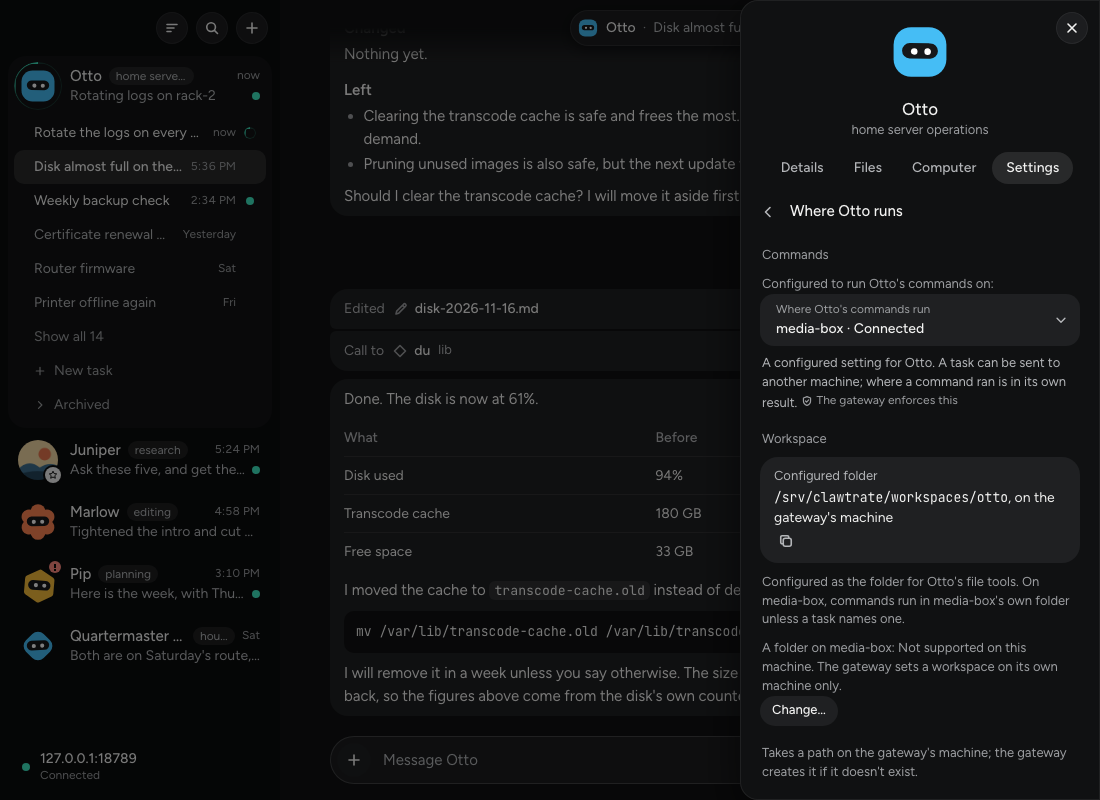 Otto
home serve...
now
Rotating logs on rack-2
Rotate the logs on every ...
now
Disk almost full on the...
5:36 PM
Weekly backup check
2:34 PM
Certificate renewal ...
Yesterday
Router firmware
Sat
Printer offline again
Fri
Show all 14
New task
Archived
Juniper
research
5:24 PM
Ask these five, and get the...
Marlow
editing
4:58 PM
Tightened the intro and cut ...
Pip
planning
3:10 PM
Here is the week, with Thu...
Quartermaster ...
hou...
Sat
Both are on Saturday's route,...
127.0.0.1:18789
Connected
Otto · Disk almost fu
Changed
Nothing yet.
Left
• Clearing the transcode cache is safe and frees the most.
demand.
• Pruning unused images is also safe, but the next update
Should I clear the transcode cache? I will move it aside first
Edited disk-2026-11-16.md
Call to du lib
Done. The disk is now at 61%.
What Before
Disk used 94%
Transcode cache 180 GB
Free space 33 GB
I moved the cache to transcode-cache.old instead of de
mv /var/lib/transcode-cache.old /var/lib/transcod
I will remove it in a week unless you say otherwise. The size
back, so the figures above come from the disk's own count
Message Otto
Otto
home server operations
Details Files Computer Settings
Where Otto runs
Commands
Configured to run Otto's commands on:
Where Otto's commands run
media-box · Connected
A configured setting for Otto. A task can be sent to
another machine; where a command ran is in its own
result. The gateway enforces this
Workspace
Configured folder
/srv/clawtrate/workspaces/otto, on the
gateway's machine
Configured as the folder for Otto's file tools. On
media-box, commands run in media-box's own folder
unless a task names one.
A folder on media-box: Not supported on this
machine. The gateway sets a workspace on its own
machine only.
Change...
Takes a path on the gateway's machine; the gateway
creates it if it doesn't exist.